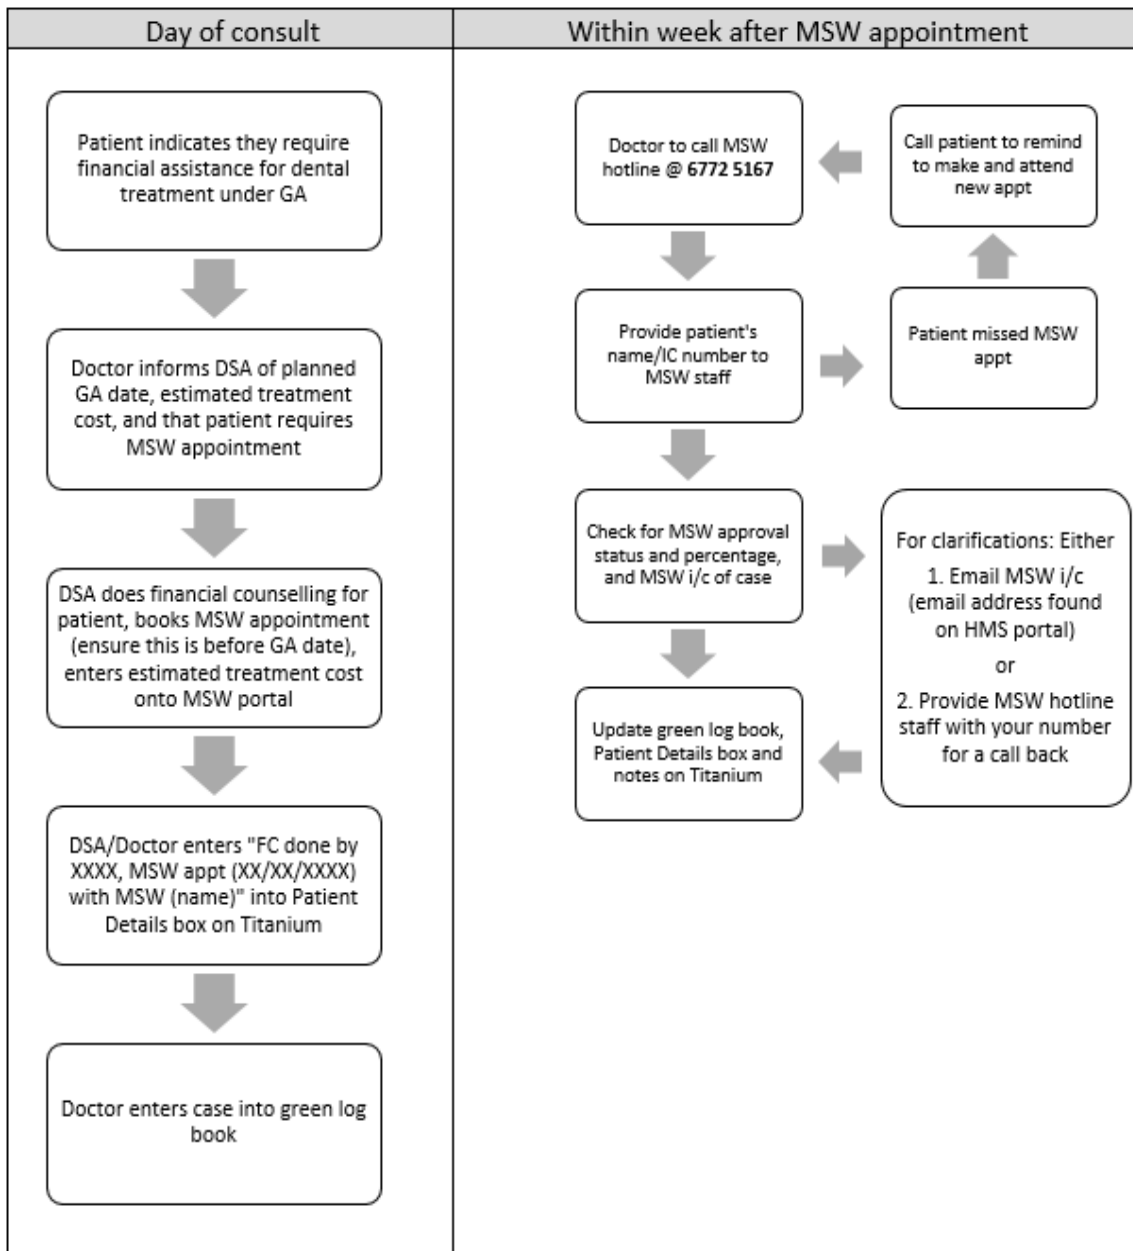 Day of consult
Patient indicates they require
financial assistance for dental
treatment under GA
Doctor informs DSA of planned
GA date, estimated treatment
cost, and that patient requires
MSW appointment
DSA does financial counselling for
patient, books MSW appointment
(ensure this is before GA date),
enters estimated treatment cost
onto MSW portal
DSA/Doctor enters "FC done by
XXXX, MSW appt (XX/XX/XXXX)
with MSW (name)" into Patient
Details box on Titanium
Doctor enters case into green log
book
Within week after MSW appointment
Doctor to call MSW
hotline @ 6772 5167
Call patient to remind
to make and attend
new appt
Provide patient's
name/IC number to
MSW staff
Patient missed MSW
appt
Check for MSW approval
status and percentage,
and MSW i/c of case
For clarifications: Either
1. Email MSW i/c
(email address found
on HMS portal)
or
2. Provide MSW hotline
staff with your number
for a call back
Update green log book,
Patient Details box and
notes on Titanium